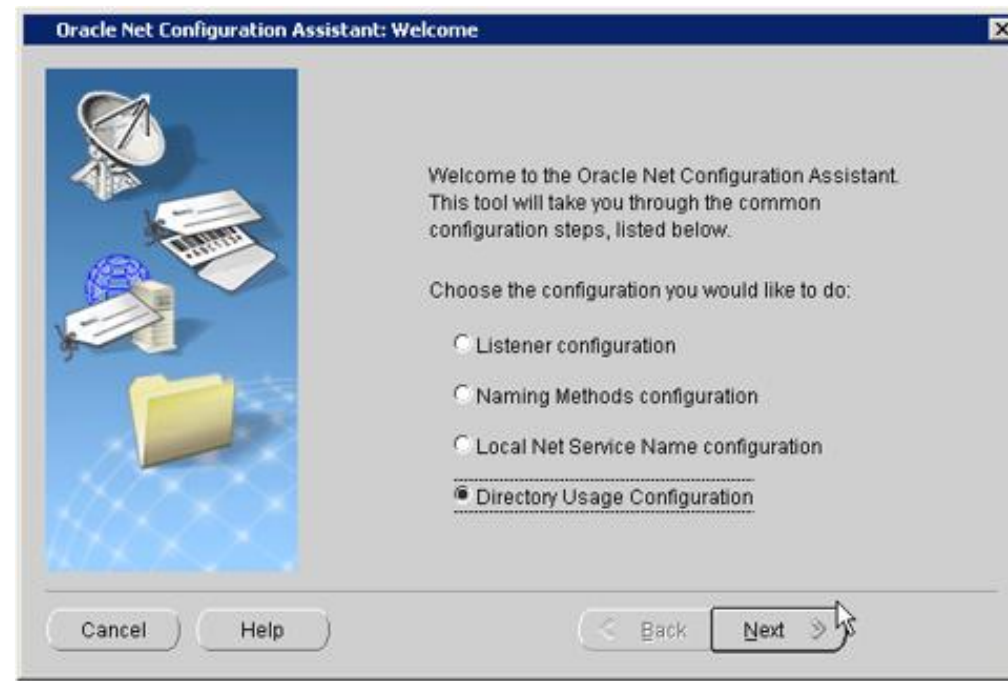 Oracle Net Configuration Assistant: Welcome
Welcome to the Oracle Net Configuration Assistant.
This tool will take you through the common
configuration steps, listed below.
Choose the configuration you would like to do:
Listener configuration
Naming Methods configuration
Local Net Service Name configuration
Directory Usage Configuration
Cancel
Help
Back
Next